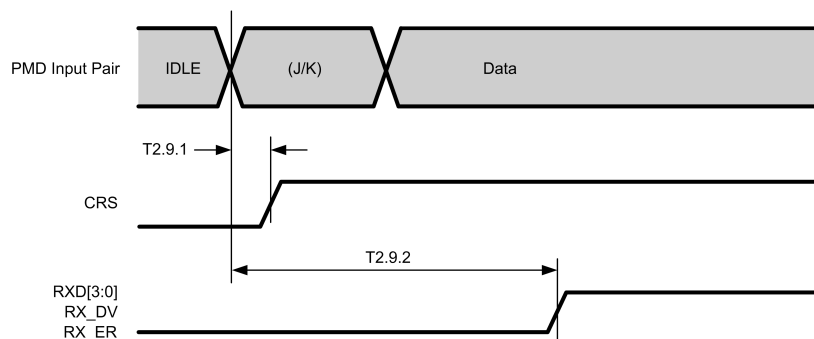 PMD Input Pair IDLE (J/K) Data
T2.9.1
CRS
T2.9.2
RXD[3:0]
RX_DV
RX_ER